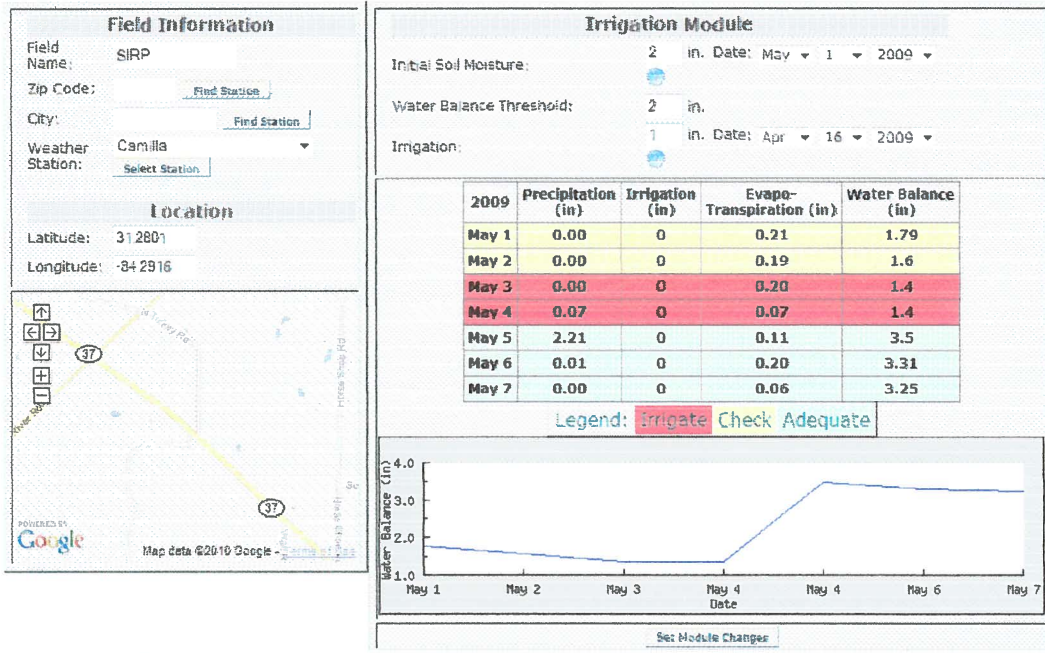 Field Information
Field Name: SIRP
Zip Code: Find Station
City: Find Station
Weather Station: Camilla
Select Station
Location
Latitude: 31.2801
Longitude: -84.2916
37
37
POWERED BY
Google
Map data ©2010 Google - Terms of Use
Irrigation Module
Initial Soil Moisture: 2 in. Date: May 1 2009
Water Balance Threshold: 2 in.
Irrigation: 1 in. Date: Apr 16 2009
2009 Precipitation (in) Irrigation (in) Evapo-Transpiration (in) Water Balance (in)
May 1 0.00 0 0.21 1.79
May 2 0.00 0 0.19 1.6
May 3 0.00 0 0.20 1.4
May 4 0.07 0 0.07 1.4
May 5 2.21 0 0.11 3.5
May 6 0.01 0 0.20 3.31
May 7 0.00 0 0.06 3.25
Legend: Irrigate Check Adequate
Water Balance (in)
4.0
3.0
2.0
1.0
May 1 May 2 May 3 May 4 May 4 May 6 May 7
Date
Set Module Changes